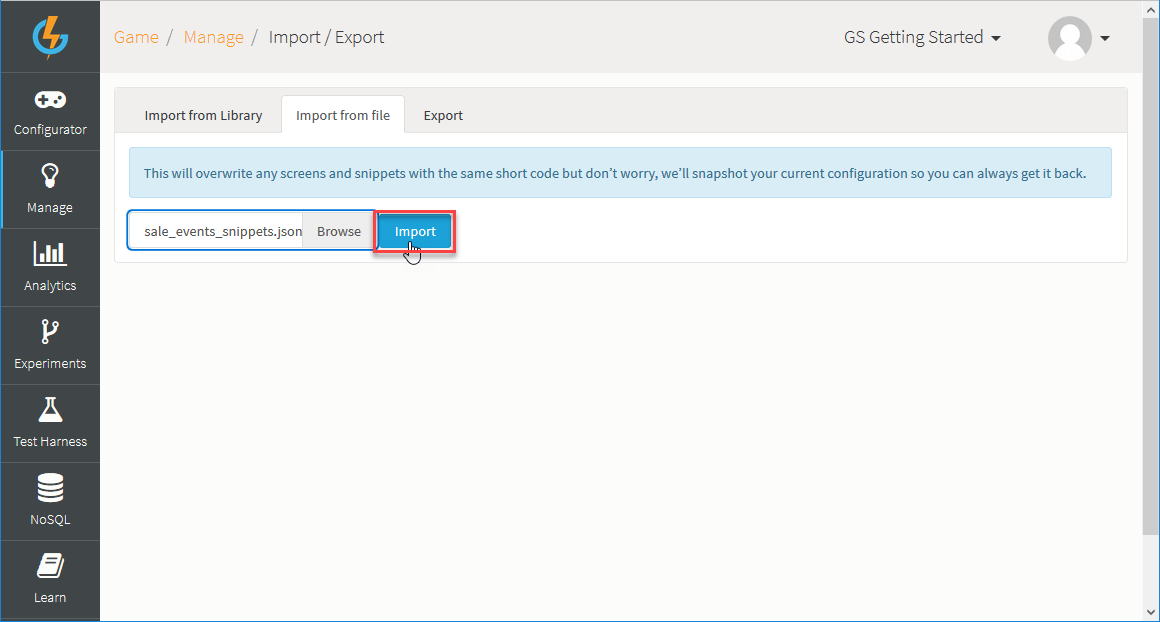 Game / Manage / Import / Export
GS Getting Started
Configurator
Manage
Analytics
Experiments
Test Harness
NoSQL
Learn
Import from Library
Import from file
Export
This will overwrite any screens and snippets with the same short code but don't worry, we'll snapshot your current configuration so you can always get it back.
sale_events_snippets.json
Browse
Import